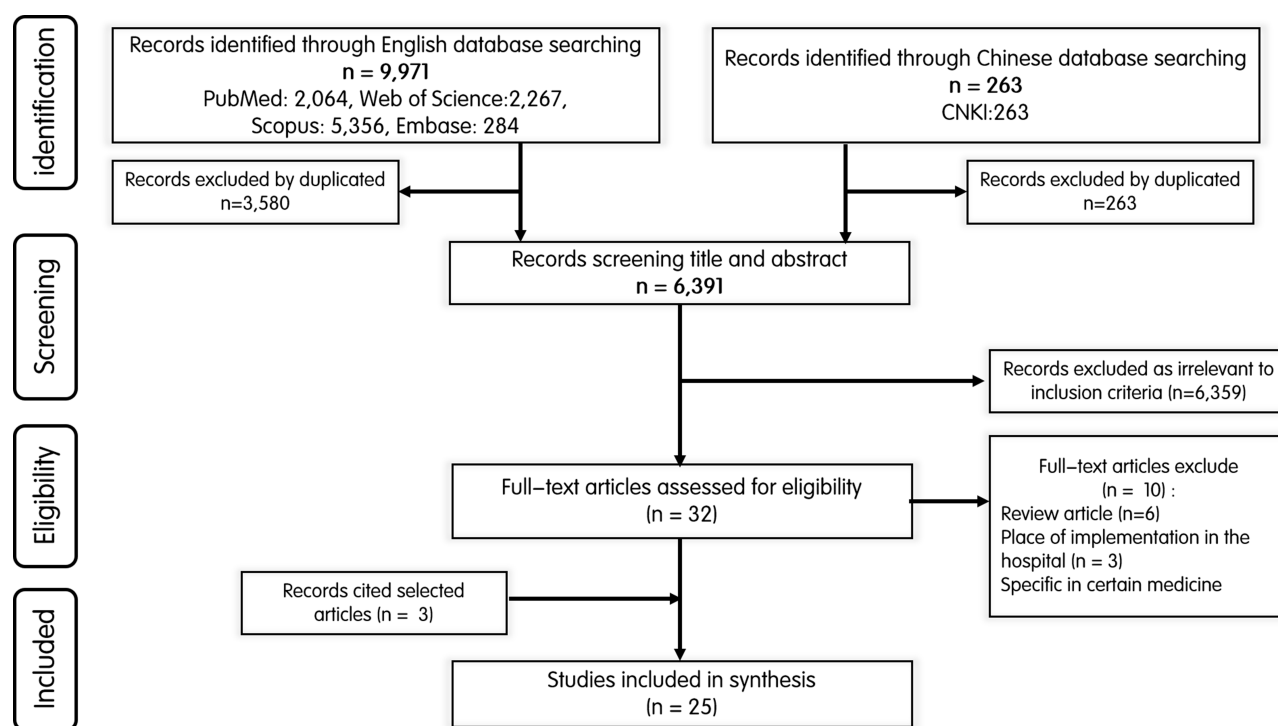 identification
Records identified through English database searching
n = 9,971
PubMed: 2,064, Web of Science:2,267,
Scopus: 5,356, Embase: 284
Records identified through Chinese database searching
n = 263
CNKI:263
Records excluded by duplicated
n=3,580
Records excluded by duplicated
n=263
Screening
Records screening title and abstract
n = 6,391
Records excluded as irrelevant to
inclusion criteria (n=6,359)
Eligibility
Full-text articles assessed for eligibility
(n = 32)
Full-text articles exclude
(n = 10) :
Review article (n=6)
Place of implementation in the
hospital (n = 3)
Specific in certain medicine
Included
Records cited selected
articles (n = 3)
Studies included in synthesis
(n = 25)